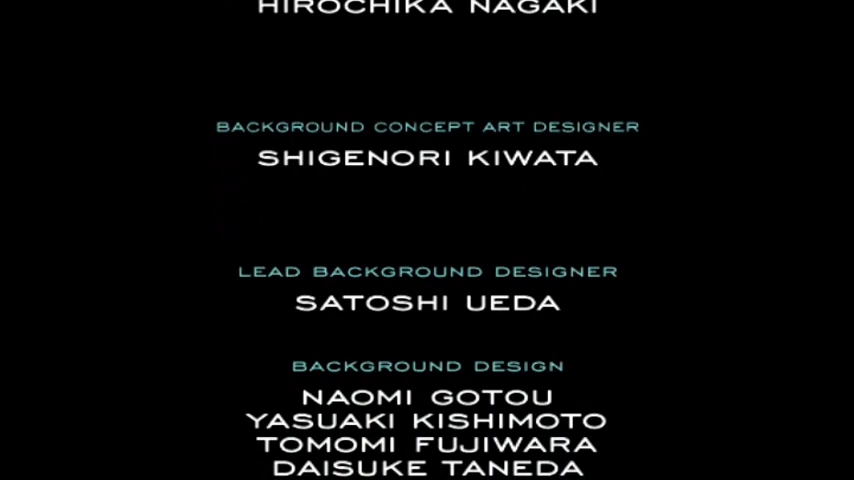 HIROCHIKA NAGAKI
BACKGROUND CONCEPT ART DESIGNER
SHIGENORI KIWATA
LEAD BACKGROUND DESIGNER
SATOSHI UEDA
BACKGROUND DESIGN
NAOMI GOTOU
YASUAKI KISHIMOTO
TOMOMI FUJIWARA
DAISUKE TANEDA